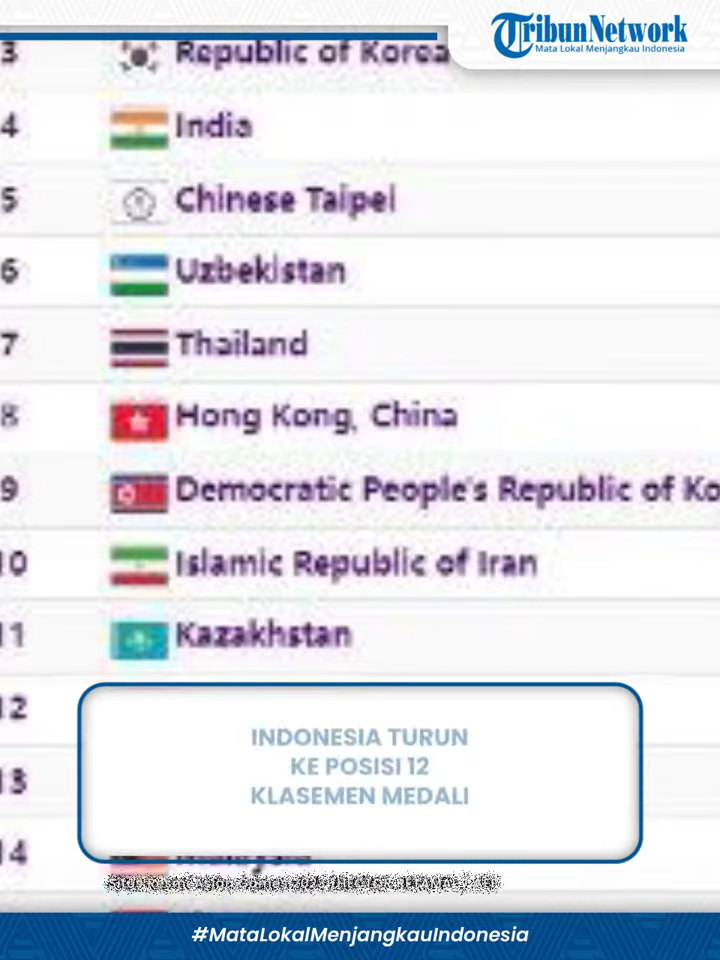 TribunNetwork
Mata Lokal Menjangkau Indonesia
3 Republic of Korea
4 India
5 Chinese Taipei
6 Uzbekistan
7 Thailand
8 Hong Kong, China
9 Democratic People's Republic of Ko
10 Islamic Republic of Iran
11 Kazakhstan
12
13
14
INDONESIA TURUN
KE POSISI 12
KLASEMEN MEDALI
#MataLokalMenjangkauIndonesia